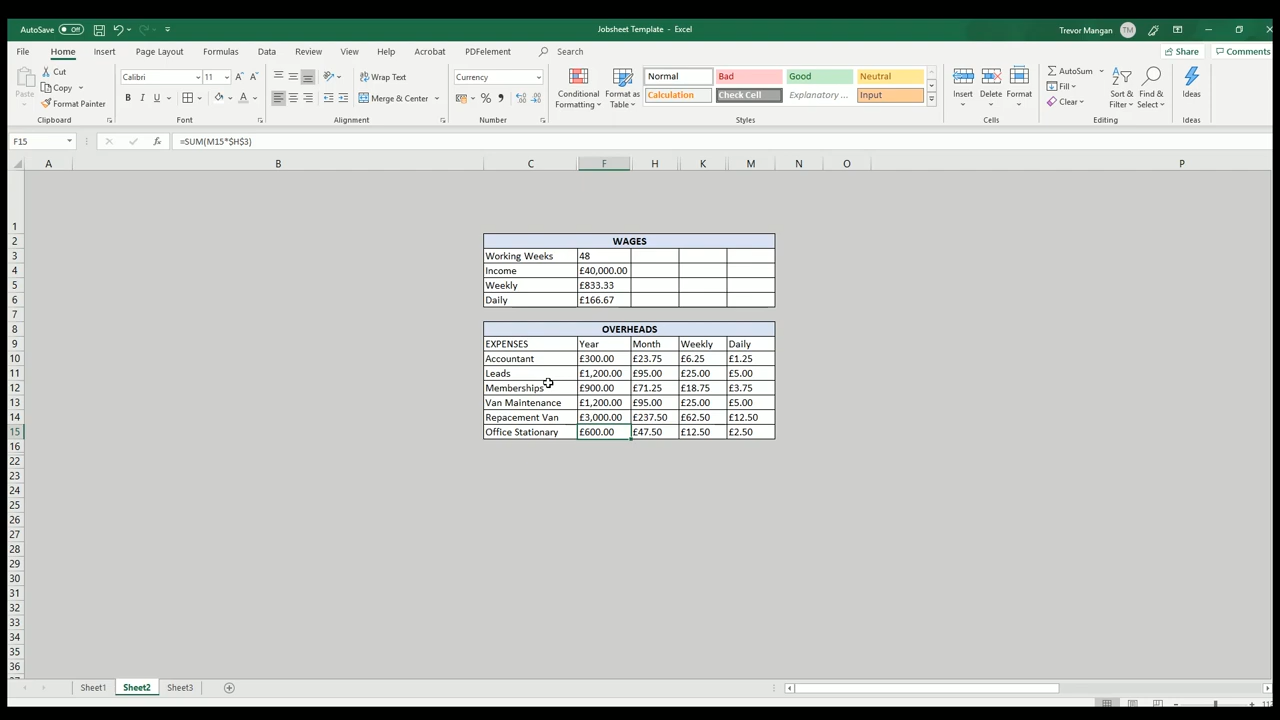 AutoSave Off Jobsheet Template - Excel Trevor Mangan TM
File Home Insert Page Layout Formulas Data Review View Help Acrobat PDFelement Search Share Comments
Paste Cut Copy Format Painter
Clipboard
Calibri 11
B I U A
Font
Wrap Text
Merge & Center
Alignment
Currency
Number
Conditional Formatting Format as Table
Normal Bad Good Neutral
Calculation Check Cell Explanatory ... Input
Styles
Insert Delete Format
Cells
AutoSum
Fill
Clear
Sort & Filter Find & Select
Editing
Ideas
Ideas
F15 fx =SUM(M15*$H$3)
A B C F H K M N O P
1
2 WAGES
3 Working Weeks 48
4 Income £40,000.00
5 Weekly £833.33
6 Daily £166.67
7
8 OVERHEADS
9 EXPENSES Year Month Weekly Daily
10 Accountant £300.00 £23.75 £6.25 £1.25
11 Leads £1,200.00 £95.00 £25.00 £5.00
12 Memberships £900.00 £71.25 £18.75 £3.75
13 Van Maintenance £1,200.00 £95.00 £25.00 £5.00
14 Repacement Van £3,000.00 £237.50 £62.50 £12.50
15 Office Stationary £600.00 £47.50 £12.50 £2.50
16
22
23
24
25
26
27
28
29
30
31
32
33
34
35
36
Sheet1 Sheet2 Sheet3